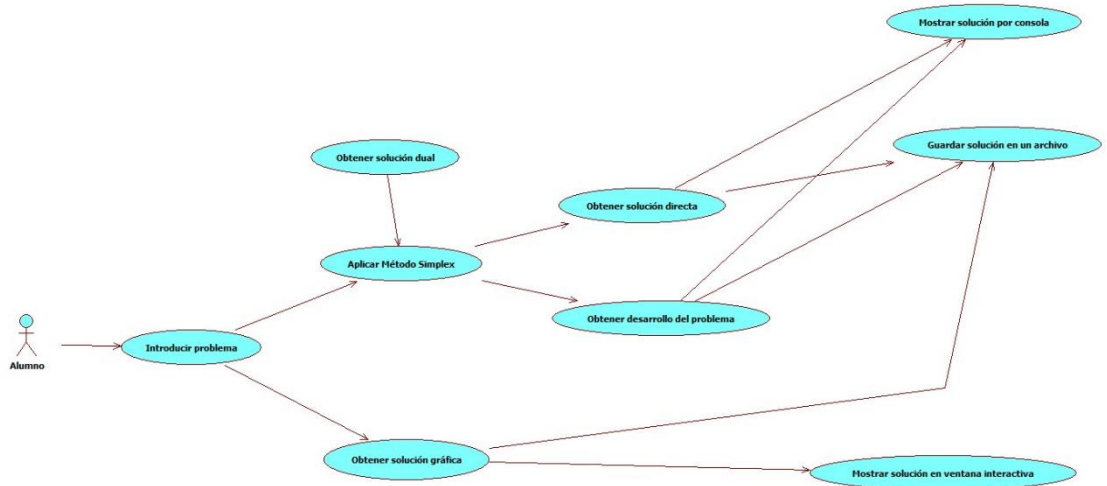 Mostrar solución por consola
Guardar solución en un archivo
Obtener solución dual
Obtener solución directa
Aplicar Método Simplex
Obtener desarrollo del problema
Introducir problema
Alumno
Obtener solución gráfica
Mostrar solución en ventana interactiva